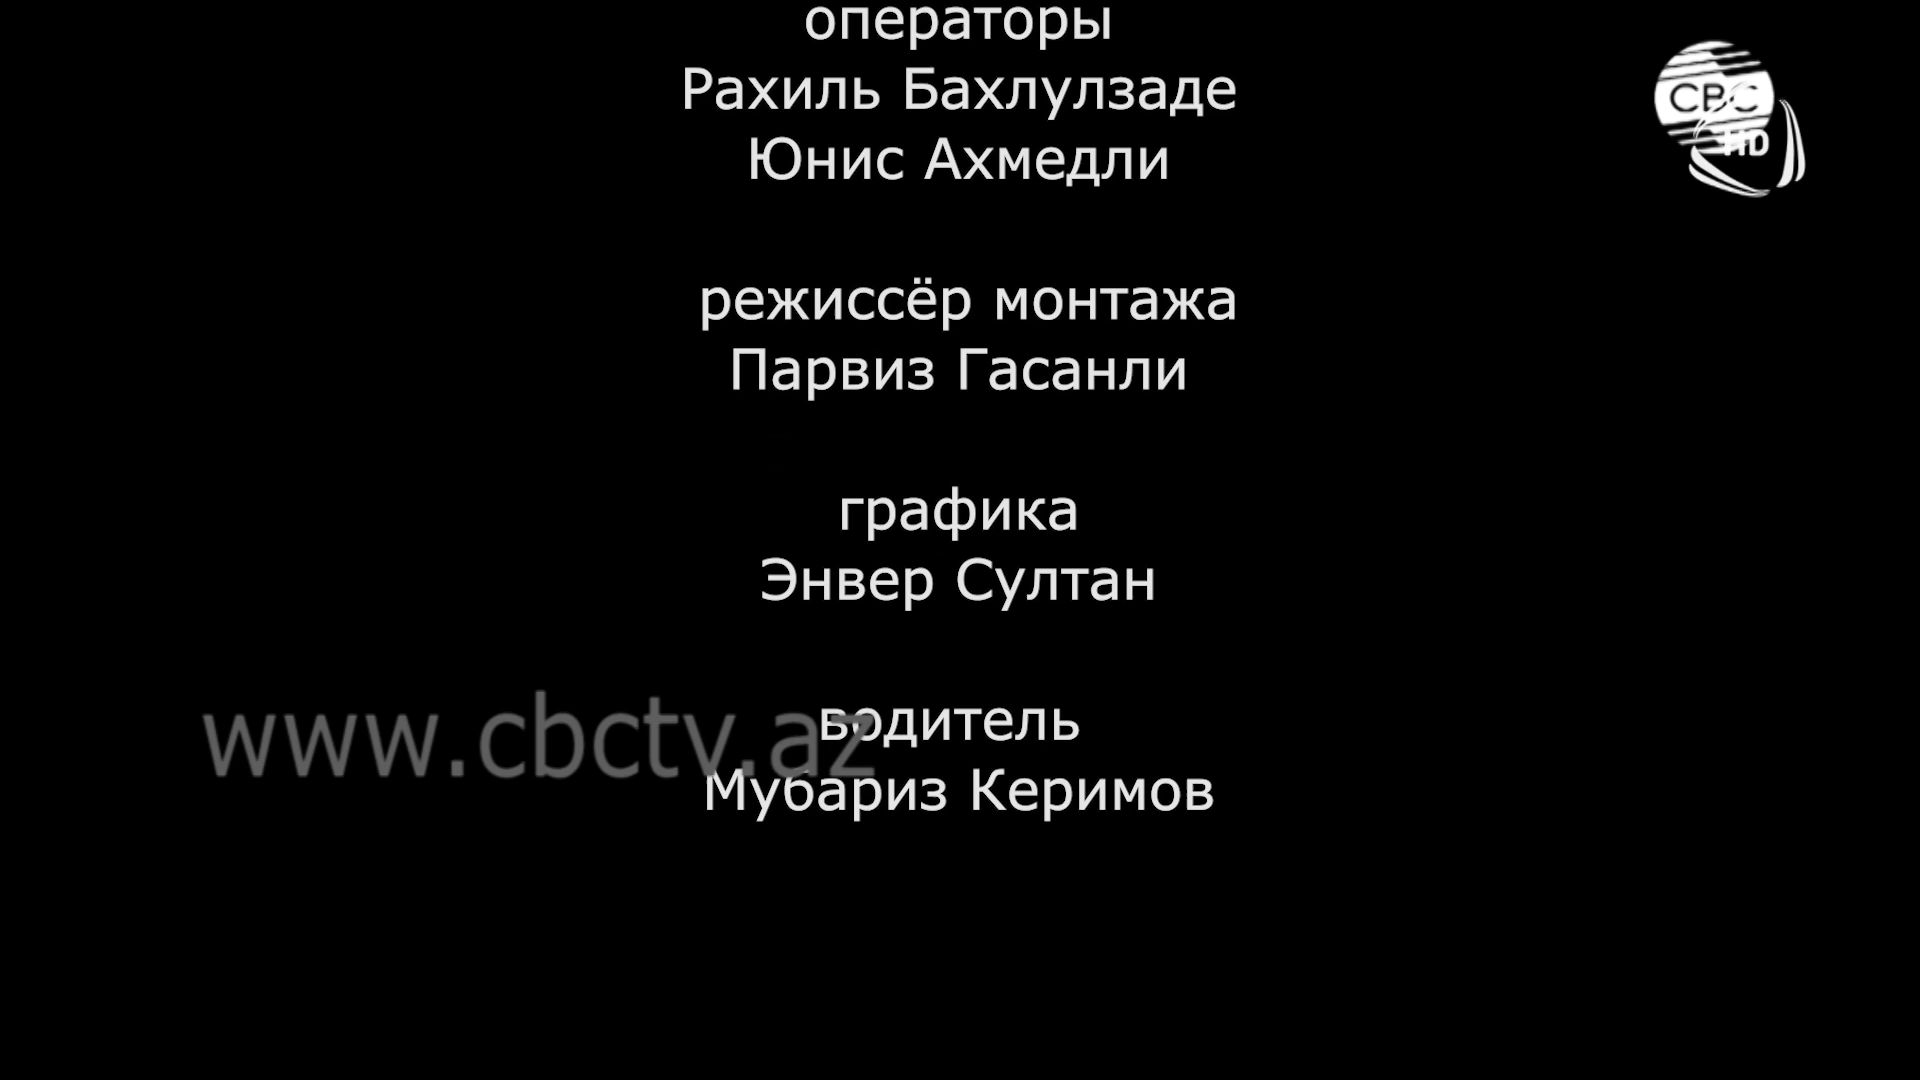 операторы
Рахиль Бахлулзаде
Юнис Ахмедли
CBC
HD
режиссёр монтажа
Парвиз Гасанли
графика
Энвер Султан
www.cbctv.az
водитель
Мубариз Керимов